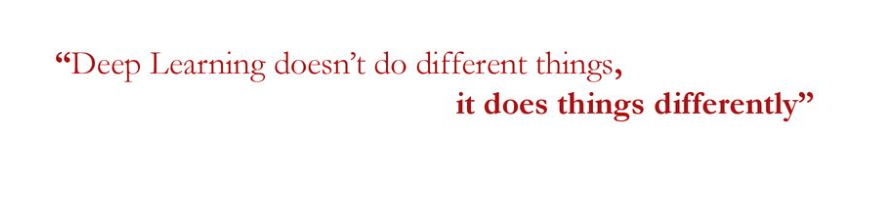 “Deep Learning doesn’t do different things,
it does things differently”